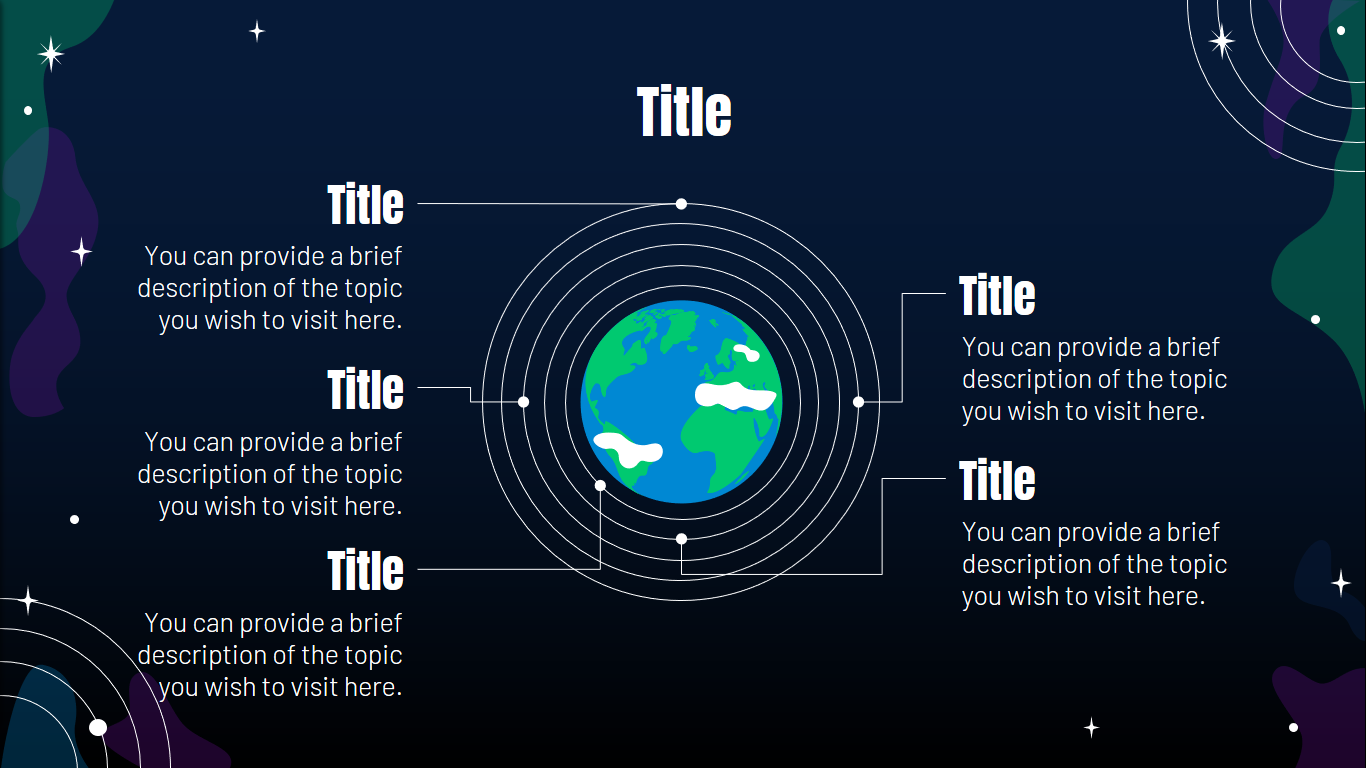 Title
Title
You can provide a brief
description of the topic
you wish to visit here.
Title
You can provide a brief
description of the topic
you wish to visit here.
Title
You can provide a brief
description of the topic
you wish to visit here.
Title
You can provide a brief
description of the topic
you wish to visit here.
Title
You can provide a brief
description of the topic
you wish to visit here.